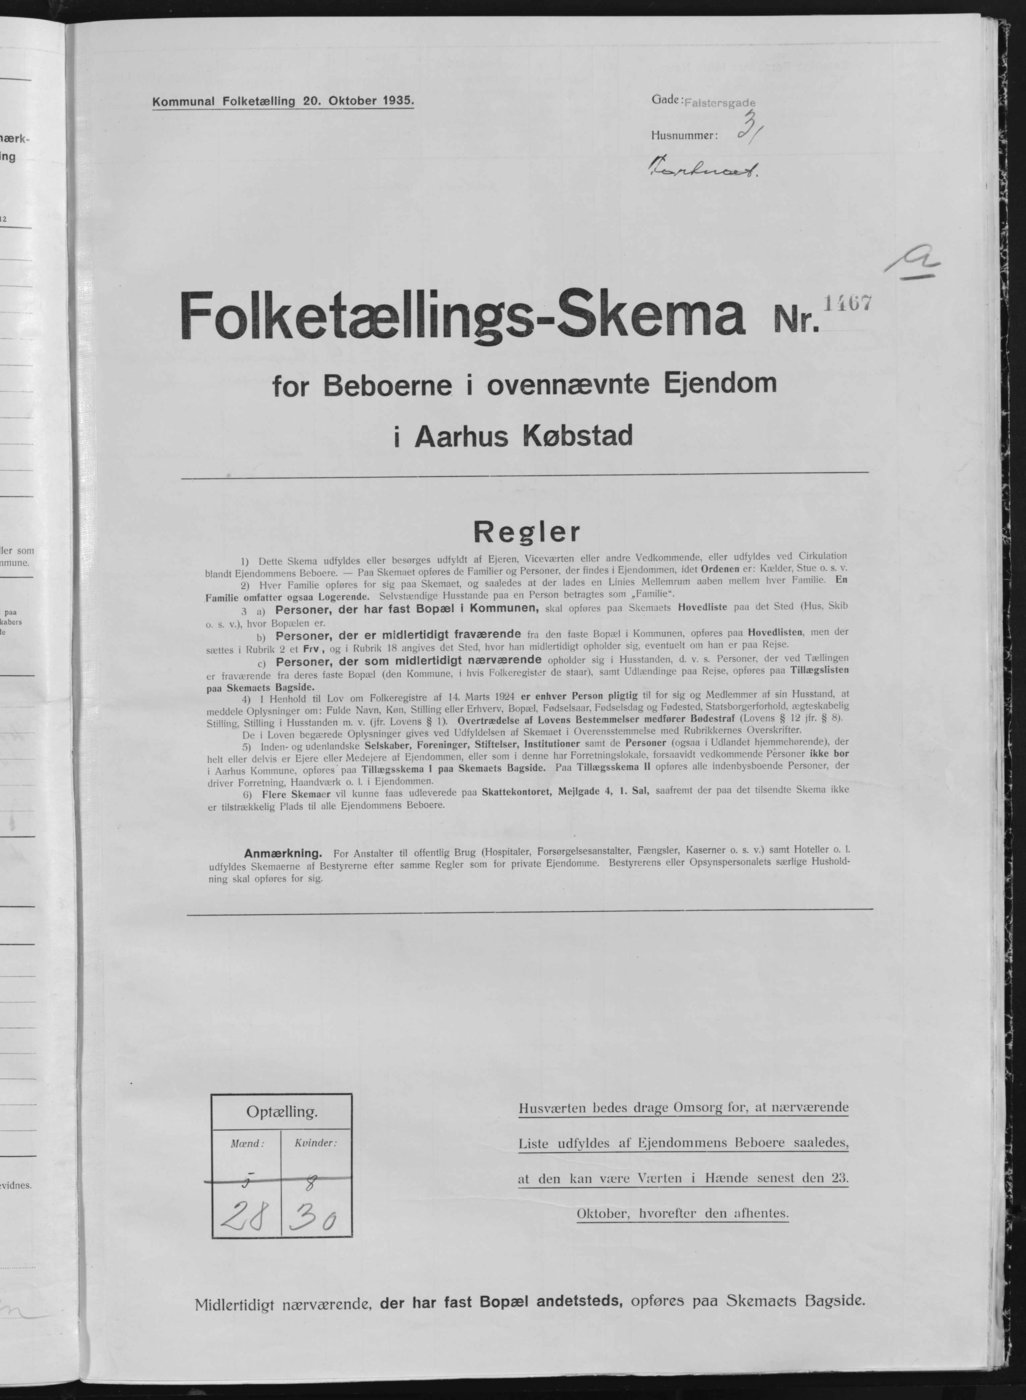 ærk-
ing
12
ller som
mmune.
paa
skabers
le
evidnes.
Kommunal Folketælling 20. Oktober 1935.
Gade: Falstersgade
Husnummer: 3,
a
Folketællings-Skema Nr. 1467
for Beboerne i ovennævnte Ejendom
i Aarhus Købstad
Regler
1) Dette Skema udfyldes eller besørges udfyldt af Ejeren, Viceværten eller andre Vedkommende, eller udfyldes ved Cirkulation
blandt Ejendommens Beboere. — Paa Skemaet opføres de Familier og Personer, der findes i Ejendommen, idet Ordenen er: Kælder, Stue o. s. v.
2) Hver Familie opføres for sig paa Skemaet, og saaledes at der lades en Linies Mellemrum aaben mellem hver Familie. En
Familie omfatter ogsaa Logerende. Selvstændige Husstande paa en Person betragtes som „Familie".
3 a) Personer, der har fast Bopæl i Kommunen, skal opføres paa Skemaets Hovedliste paa det Sted (Hus, Skib
o. s. v.), hvor Bopælen er.
b) Personer, der er midlertidigt fraværende fra den faste Bopæl i Kommunen, opføres paa Hovedlisten, men der
sættes i Rubrik 2 et Frv., og i Rubrik 18 angives det Sted, hvor han midlertidigt opholder sig, eventuelt om han er paa Rejse.
c) Personer, der som midlertidigt nærværende opholder sig i Husstanden, d. v. s. Personer, der ved Tællingen
er fraværende fra deres faste Bopæl (den Kommune, i hvis Folkeregister de staar), samt Udlændinge paa Rejse, opføres paa Tillægslisten
paa Skemaets Bagside.
4) I Henhold til Lov om Folkeregistre af 14. Marts 1924 er enhver Person pligtig til for sig og Medlemmer af sin Husstand, at
meddele Oplysninger om: Fulde Navn, Køn, Stilling eller Erhverv, Bopæl, Fødselsaar, Fødselsdag og Fødested, Statsborgerforhold, ægteskabelig
Stilling, Stilling i Husstanden m. v. (jfr. Lovens § 1). Overtrædelse af Lovens Bestemmelser medfører Bødestraf (Lovens § 12 jfr. § 8).
De i Loven begærede Oplysninger gives ved Udfyldelsen af Skemaet i Overensstemmelse med Rubrikkernes Overskrifter.
5) Inden- og udenlandske Selskaber, Foreninger, Stiftelser, Institutioner samt de Personer (ogsaa i Udlandet hjemmehørende), der
helt eller delvis er Ejere eller Medejere af Ejendommen, eller som i denne har Forretningslokale, forsaavidt vedkommende Personer ikke bor
i Aarhus Kommune, opføres paa Tillægsskema I paa Skemaets Bagside. Paa Tillægsskema II opføres alle indenbysboende Personer, der
driver Forretning, Haandværk o. l. i Ejendommen.
6) Flere Skemaer vil kunne faas udleverede paa Skattekontoret, Mejlgade 4, 1. Sal, saafremt der paa det tilsendte Skema ikke
er tilstrækkelig Plads til alle Ejendommens Beboere.
Anmærkning. For Anstalter til offentlig Brug (Hospitaler, Forsørgelsesanstalter, Fængsler, Kaserner o. s. v.) samt Hoteller o. l.
udfyldes Skemaerne af Bestyrerne efter samme Regler som for private Ejendomme. Bestyrerens eller Opsynspersonalets særlige Hushold-
ning skal opføres for sig.
Optælling.
Mænd: Kvinder:
5 8
28 30
Husværten bedes drage Omsorg for, at nærværende
Liste udfyldes af Ejendommens Beboere saaledes,
at den kan være Værten i Hænde senest den 23.
Oktober, hvorefter den afhentes.
Midlertidigt nærværende, der har fast Bopæl andetsteds, opføres paa Skemaets Bagside.